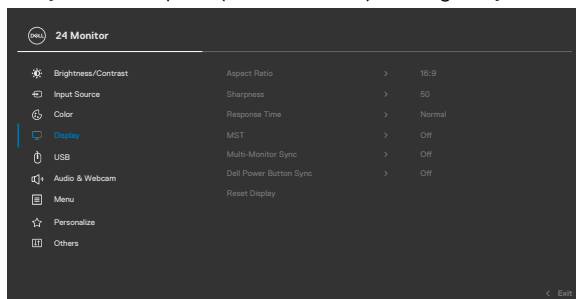 DELL 24 Monitor
Brightness/Contrast
Input Source
Color
Display
USB
Audio & Webcam
Menu
Personalize
Others
Aspect Ratio > 16:9
Sharpness > 50
Response Time > Normal
MST > Off
Multi-Monitor Sync > Off
Dell Power Button Sync > Off
Reset Display
< Exit